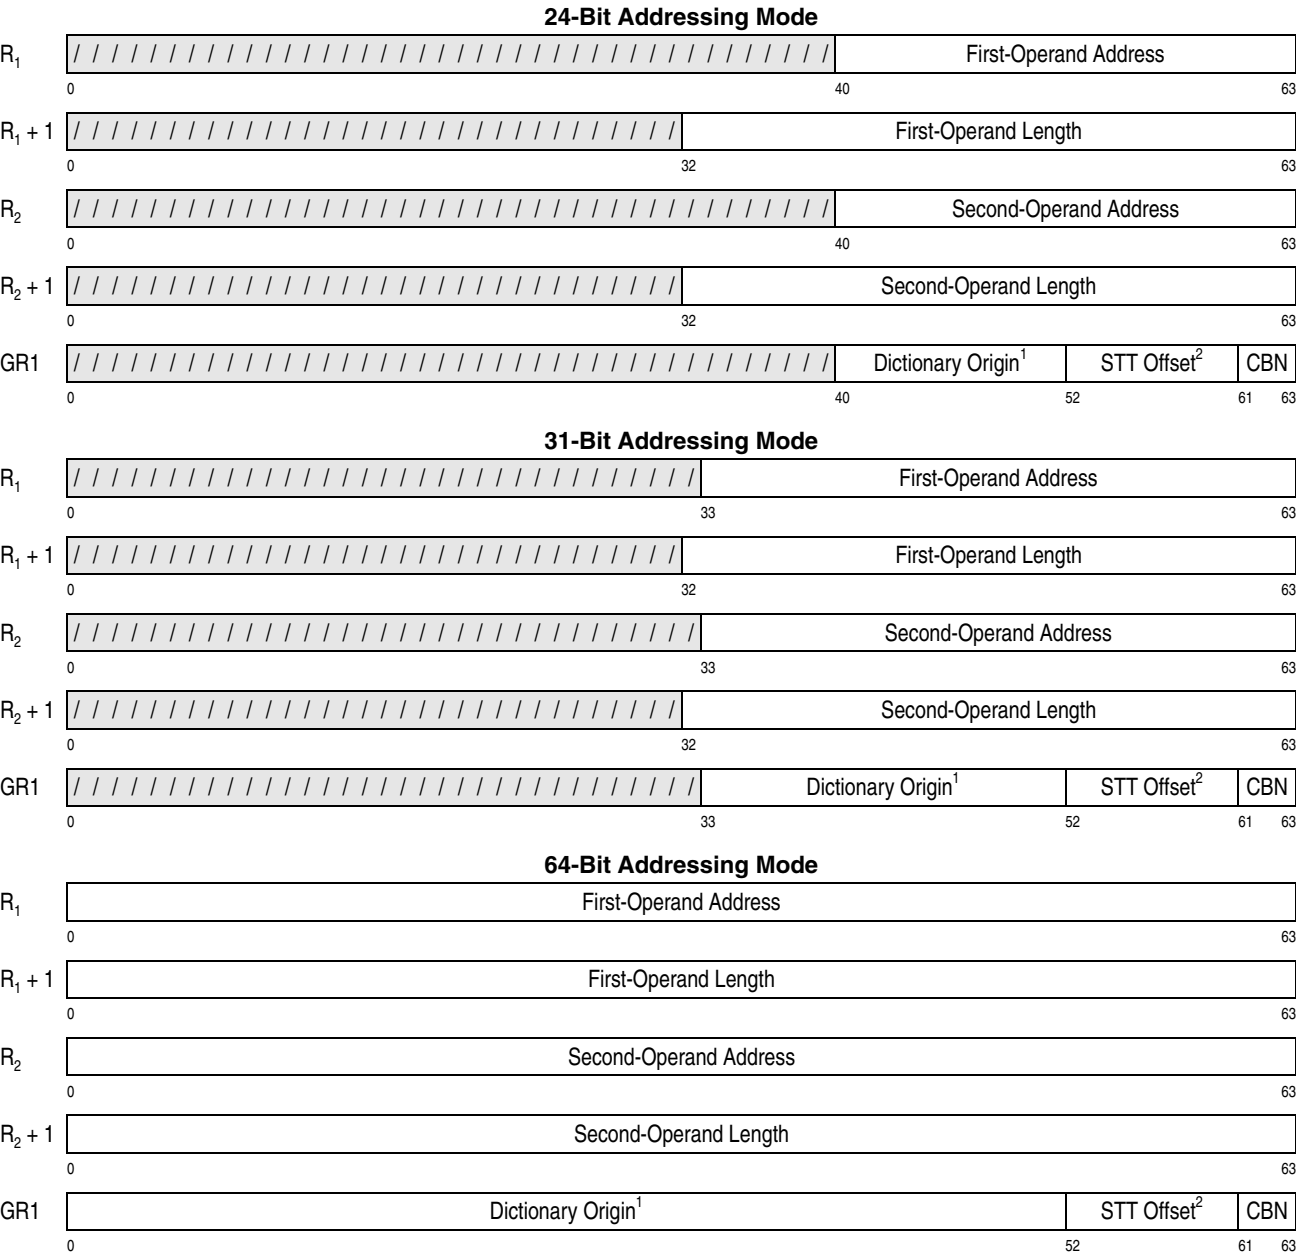 24-Bit Addressing Mode
R1 / / / / / / / / / / / / / / / / / / / / / / / / / / / / / / / / / / / / / / / / First-Operand Address
0 40 63
R1 + 1 / / / / / / / / / / / / / / / / / / / / / / / / / / / / / / / / First-Operand Length
0 32 63
R2 / / / / / / / / / / / / / / / / / / / / / / / / / / / / / / / / / / / / / / / / Second-Operand Address
0 40 63
R2 + 1 / / / / / / / / / / / / / / / / / / / / / / / / / / / / / / / / Second-Operand Length
0 32 63
GR1 / / / / / / / / / / / / / / / / / / / / / / / / / / / / / / / / / / / / / / / / Dictionary Origin1 STT Offset2 CBN
0 40 52 61 63
31-Bit Addressing Mode
R1 / / / / / / / / / / / / / / / / / / / / / / / / / / / / / / / / / First-Operand Address
0 33 63
R1 + 1 / / / / / / / / / / / / / / / / / / / / / / / / / / / / / / / / First-Operand Length
0 32 63
R2 / / / / / / / / / / / / / / / / / / / / / / / / / / / / / / / / / Second-Operand Address
0 33 63
R2 + 1 / / / / / / / / / / / / / / / / / / / / / / / / / / / / / / / / Second-Operand Length
0 32 63
GR1 / / / / / / / / / / / / / / / / / / / / / / / / / / / / / / / / / Dictionary Origin1 STT Offset2 CBN
0 33 52 61 63
64-Bit Addressing Mode
R1 First-Operand Address
0 63
R1 + 1 First-Operand Length
0 63
R2 Second-Operand Address
0 63
R2 + 1 Second-Operand Length
0 63
GR1 Dictionary Origin1 STT Offset2 CBN
0 52 61 63